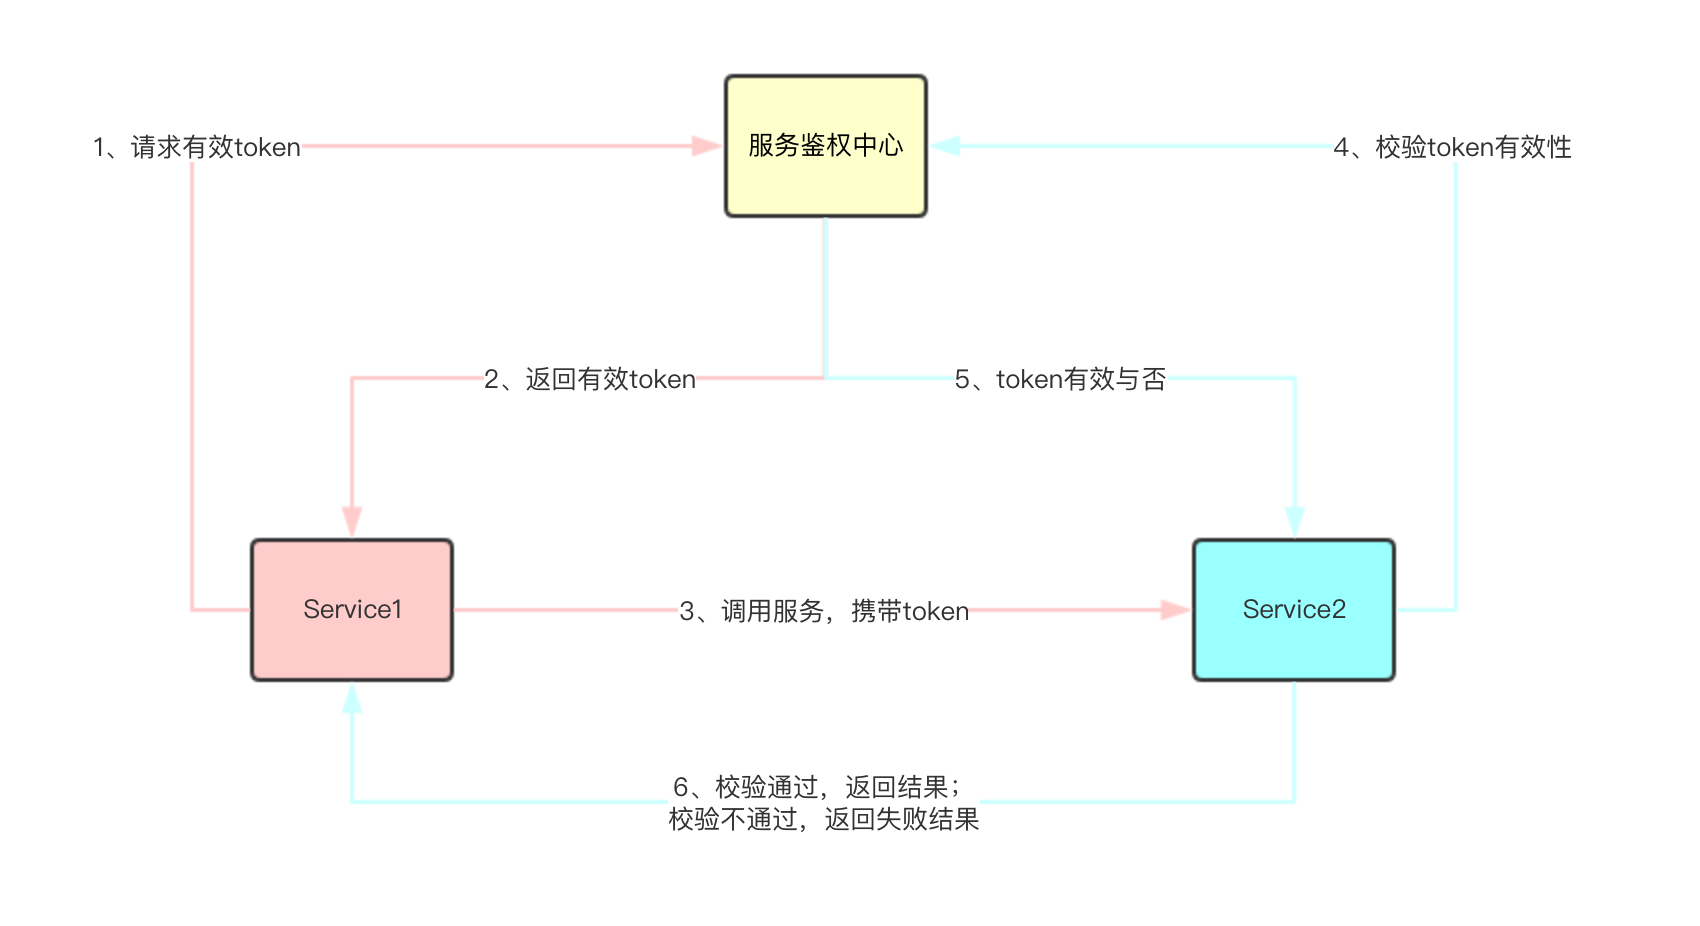 1、请求有效token
服务鉴权中心
4、校验token有效性
2、返回有效token
5、token有效与否
Service1
3、调用服务，携带token
Service2
6、校验通过，返回结果；
校验不通过，返回失败结果